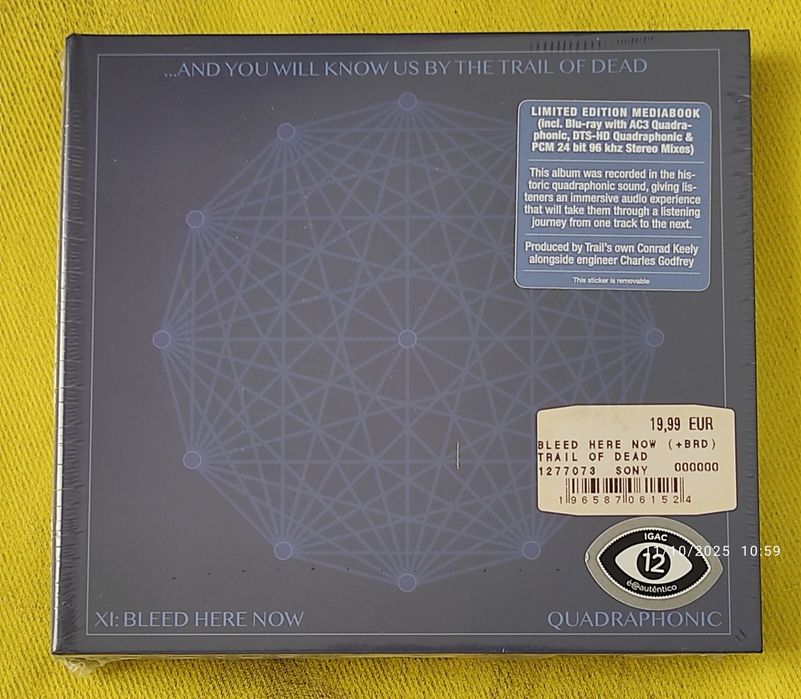 ...AND YOU WILL KNOW US BY THE TRAIL OF DEAD
LIMITED EDITION MEDIABOOK
(incl. Blu-ray with AC3 Quadra-
phonic, DTS-HD Quadrophonic &
PCM 24 bit 96 khz Stereo Mixes)
This album was recorded in the his-
toric quadraphonic sound, giving lis-
teners an immersive audio experience
that will take them through a listening
journey from one track to the next.
Produced by Trail's own Conrad Keely
alongside engineer Charles Godfrey
This sticker is removable
19,99 EUR
BLEED HERE NOW (+BRD)
TRAIL OF DEAD
1277073 SONY 000000
196587061524
IGAC
12
é@autêntico
11/10/2025 10:59
XI: BLEED HERE NOW
QUADRAPHONIC